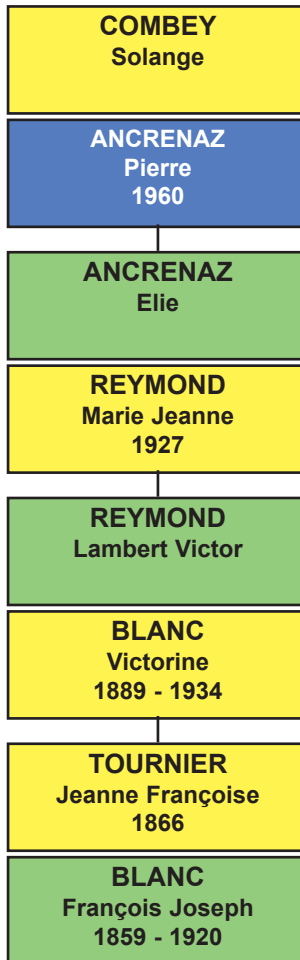 COMBEY
Solange
ANCRENAZ
Pierre
1960
ANCRENAZ
Elie
REYMOND
Marie Jeanne
1927
REYMOND
Lambert Victor
BLANC
Victorine
1889 - 1934
TOURNIER
Jeanne Françoise
1866
BLANC
François Joseph
1859 - 1920